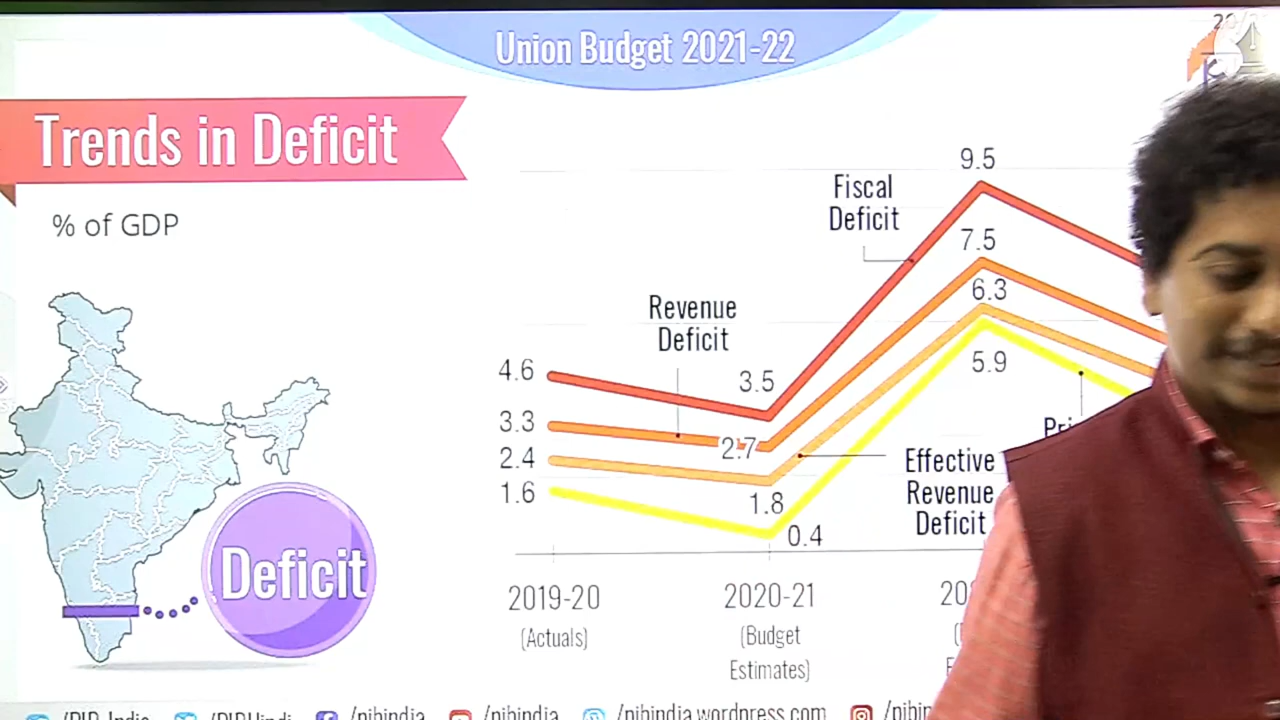 Union Budget 2021-22
Trends in Deficit
% of GDP
9.5
Fiscal
Deficit
7.5
6.3
Revenue
Deficit
5.9
4.6
3.5
3.3
2.7
2.4
Effective
Revenue
Deficit
1.6
1.8
0.4
Deficit
2019-20
2020-21
(Actuals)
(Budget
Estimates)
/PIB_India
/PIBHindi
/pibindia
/pibindia
/pibindia.wordpress.com